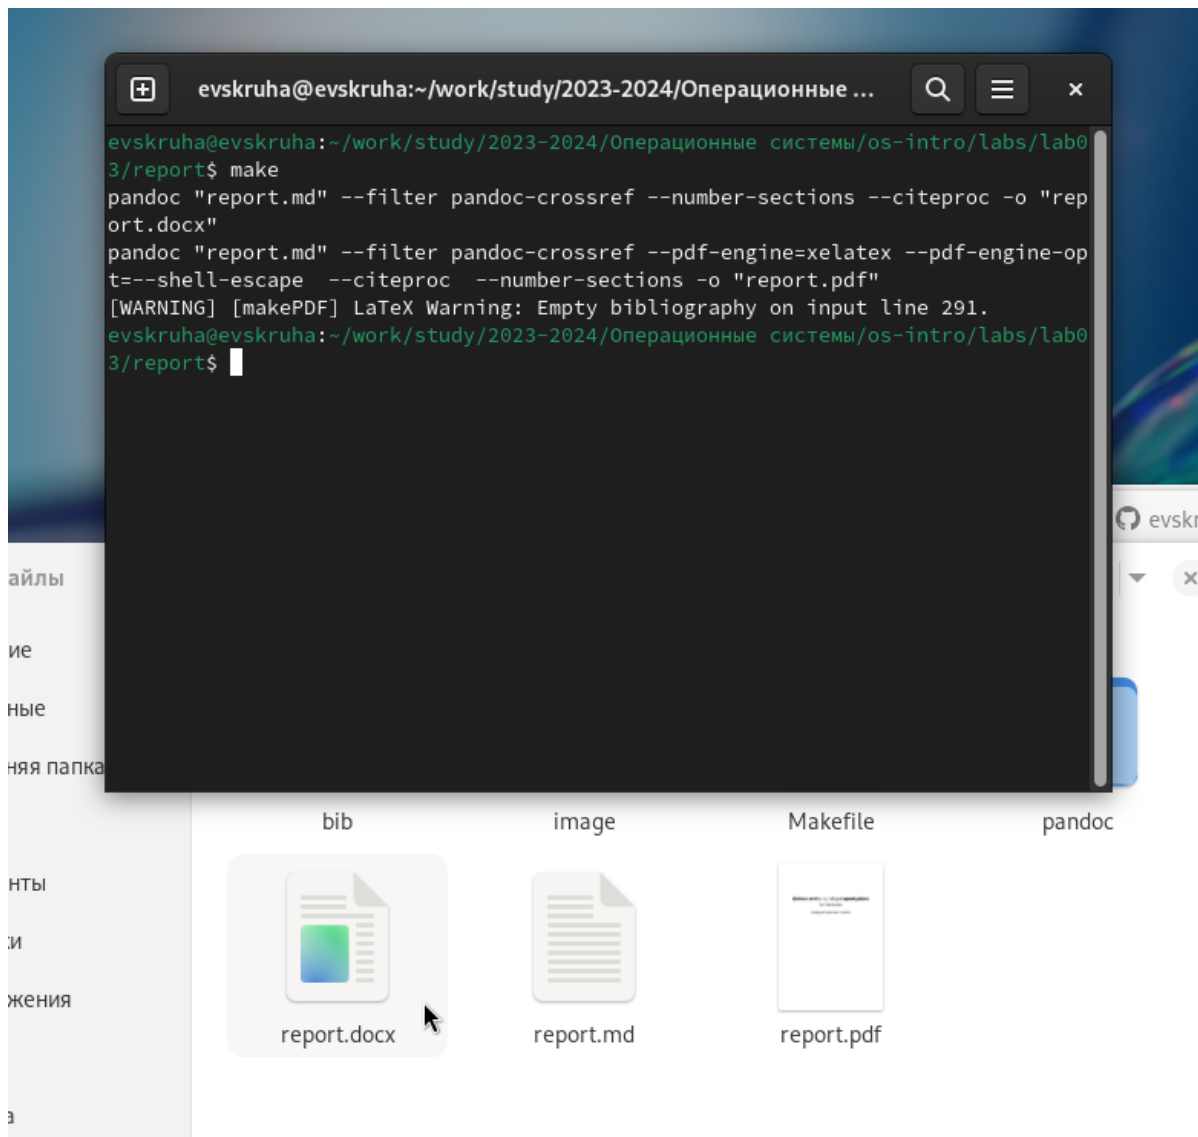 evskruha@evskruha:~/work/study/2023-2024/Операционные ...
evskruha@evskruha:~/work/study/2023-2024/Операционные системы/os-intro/labs/lab0
3/report$ make
pandoc "report.md" --filter pandoc-crossref --number-sections --citeproc -o "rep
ort.docx"
pandoc "report.md" --filter pandoc-crossref --pdf-engine=xelatex --pdf-engine-op
t=--shell-escape  --citeproc  --number-sections -o "report.pdf"
[WARNING] [makePDF] LaTeX Warning: Empty bibliography on input line 291.
evskruha@evskruha:~/work/study/2023-2024/Операционные системы/os-intro/labs/lab0
3/report$
evskr
айлы
ие
ные
няя папка
нты
ки
жения
а
bib image Makefile pandoc
report.docx report.md report.pdf